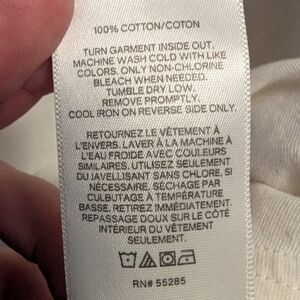 100% COTTON/COTON
TURN GARMENT INSIDE OUT.
MACHINE WASH COLD WITH LIKE
COLORS. ONLY NON-CHLORINE
BLEACH WHEN NEEDED.
TUMBLE DRY LOW.
REMOVE PROMPTLY.
COOL IRON ON REVERSE SIDE ONLY.
RETOURNEZ LE VÊTEMENT À
L'ENVERS. LAVER À LA MACHINE À
L'EAU FROIDE AVEC COULEURS
SIMILAIRES. UTILISEZ SEULEMENT
DU JAVELLISANT SANS CHLORE, SI
NÉCESSAIRE. SÉCHAGE PAR
CULBUTAGE À TEMPÉRATURE
BASSE. RETIREZ IMMÉDIATEMENT.
REPASSAGE DOUX SUR LE CÔTÉ
INTÉRIEUR DU VÊTEMENT
SEULEMENT.
RN# 55285